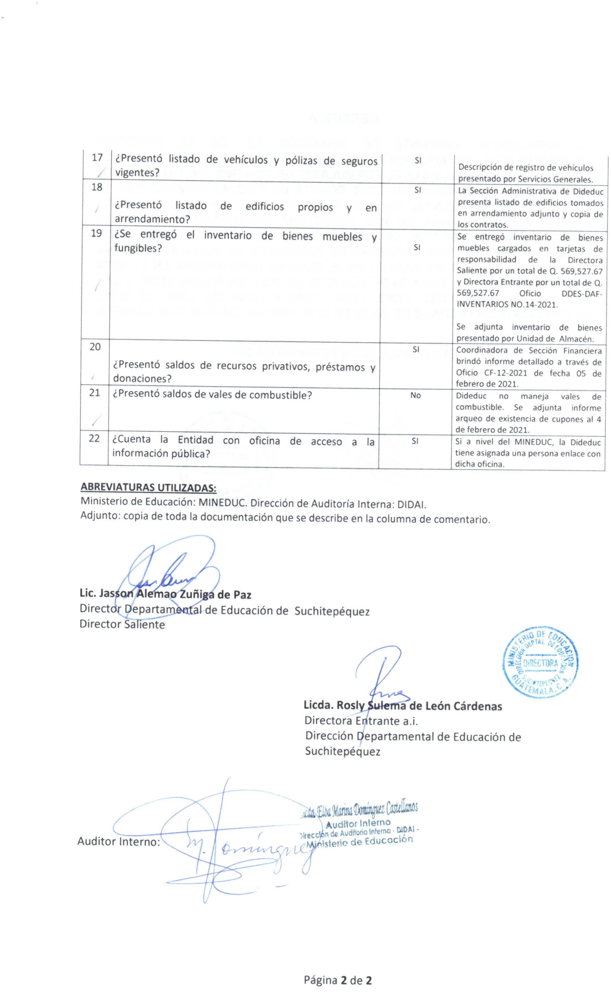 17 ¿Presentó listado de vehículos y pólizas de seguros
vigentes?
SI
Descripción de registro de vehículos
presentado por Servicios Generales.
18
¿Presentó listado de edificios propios y en
arrendamiento?
SI
La Sección Administrativa de Dideduc
presenta listado de edificios tomados
en arrendamiento adjunto y copia de
los contratos.
19 ¿Se entregó el inventario de bienes muebles y
fungibles?
SI
Se entregó inventario de bienes
muebles cargados en tarjetas de
responsabilidad de la Directora
Saliente por un total de Q. 569,527.67
y Directora Entrante por un total de Q.
569,527.67 Oficio DDES-DAF-
INVENTARIOS NO.14-2021.
Se adjunta inventario de bienes
presentado por Unidad de Almacén.
20
¿Presentó saldos de recursos privativos, préstamos y
donaciones?
SI
Coordinadora de Sección Financiera
brindó informe detallado a través de
Oficio CF-12-2021 de fecha 05 de
febrero de 2021.
21 ¿Presentó saldos de vales de combustible?
No
Dideduc no maneja vales de
combustible. Se adjunta informe
arqueo de existencia de cupones al 4
de febrero de 2021.
22 ¿Cuenta la Entidad con oficina de acceso a la
información pública?
SI
Si a nivel del MINEDUC, la Dideduc
tiene asignada una persona enlace con
dicha oficina.
ABREVIATURAS UTILIZADAS:
Ministerio de Educación: MINEDUC. Dirección de Auditoría Interna: DIDAI.
Adjunto: copia de toda la documentación que se describe en la columna de comentario.
Lic. Jasson Alemao Zuñiga de Paz
Director Departamental de Educación de Suchitepéquez
Director Saliente
MINISTERIO DE EDUCACION
DIRECCION DEPTAL DE EDUCACION
DIRECTORA
SUCHITEPEQUEZ
GUATEMALA, C. A.
Licda. Rosly Sulema de León Cárdenas
Directora Entrante a.i.
Dirección Departamental de Educación de
Suchitepéquez
Licda. Elba Marina Domínguez Castellanos
Auditor Interno
Dirección de Auditoria Interna - DIDAI -
Ministerio de Educación
Auditor Interno:
M. Domínguez
Página 2 de 2